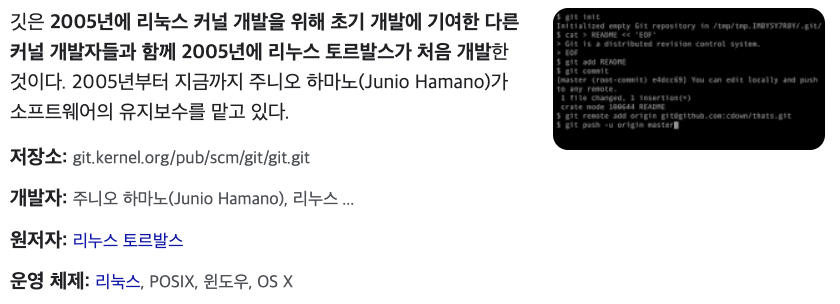 깃은 2005년에 리눅스 커널 개발을 위해 초기 개발에 기여한 다른
커널 개발자들과 함께 2005년에 리누스 토르발스가 처음 개발한
것이다. 2005년부터 지금까지 주니오 하마노(Junio Hamano)가
소프트웨어의 유지보수를 맡고 있다.
저장소: git.kernel.org/pub/scm/git/git.git
개발자: 주니오 하마노(Junio Hamano), 리누스 ...
원저자: 리누스 토르발스
운영 체제: 리눅스, POSIX, 윈도우, OS X
$ git init
Initialized empty Git repository in /tmp/tmp.IMBYSY7R8Y/.git/
$ cat > README << 'EOF'
> Git is a distributed revision control system.
> EOF
$ git add README
$ git commit
[master (root-commit) e4dcc69] You can edit locally and push
to any remote.
1 file changed, 1 insertion(+)
create mode 100644 README
$ git remote add origin git@github.com:cdown/thats.git
$ git push -u origin master